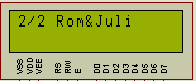 2/2 Rom&Juli
VSS
VDD
VEE
RS
RW
E
D0
D1
D2
D3
D4
D5
D6
D7